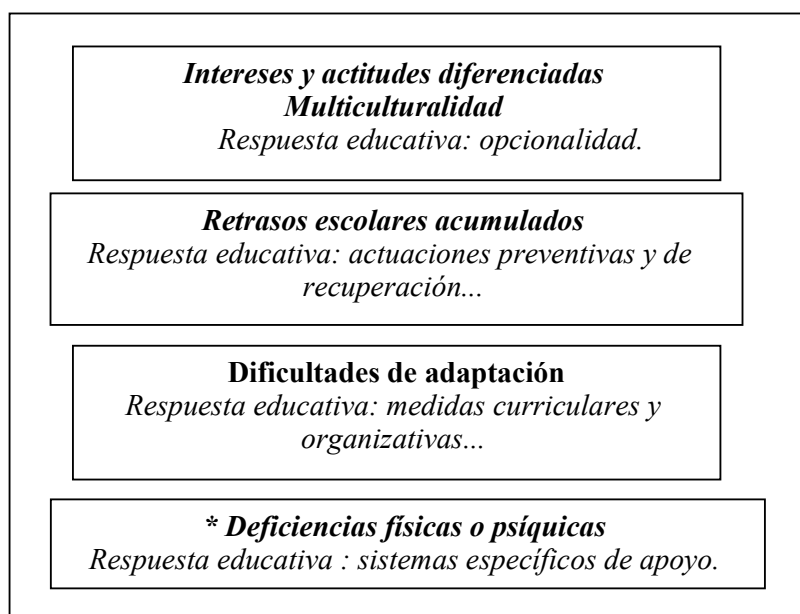 Intereses y actitudes diferenciadas
Multiculturalidad
Respuesta educativa: opcionalidad.
Retrasos escolares acumulados
Respuesta educativa: actuaciones preventivas y de
recuperación...
Dificultades de adaptación
Respuesta educativa: medidas curriculares y
organizativas...
* Deficiencias físicas o psíquicas
Respuesta educativa : sistemas específicos de apoyo.